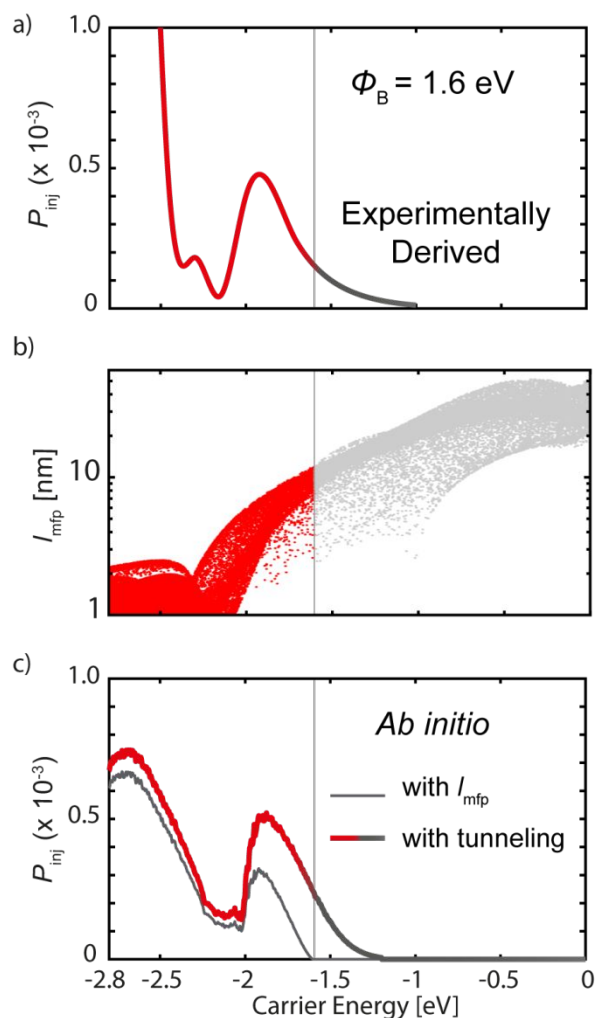 a)
1.0
0.5
0
P_inj (x 10⁻³)
Φ_B = 1.6 eV
Experimentally
Derived
b)
10
1
l_mfp [nm]
c)
1.0
0.5
0
P_inj (x 10⁻³)
Ab initio
with l_mfp
with tunneling
-2.8 -2.5 -2 -1.5 -1 -0.5 0
Carrier Energy [eV]